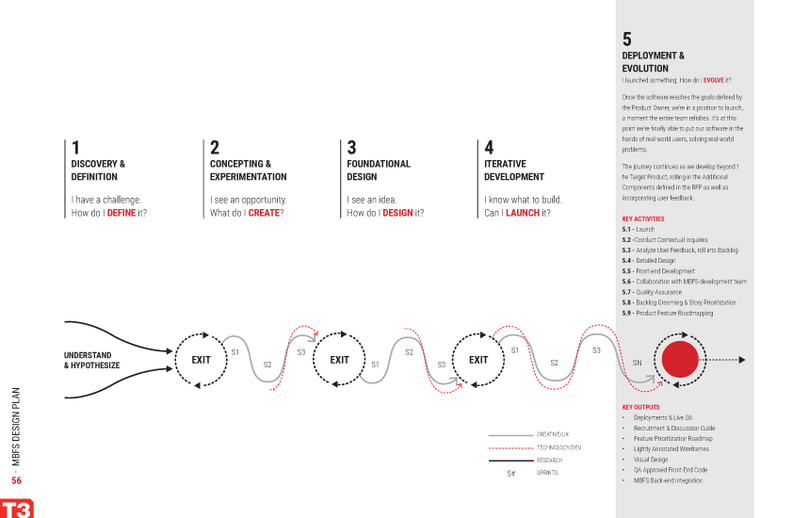 1
DISCOVERY &
DEFINITION
I have a challenge.
How do I DEFINE it?
2
CONCEPTING &
EXPERIMENTATION
I see an opportunity.
What do I CREATE?
3
FOUNDATIONAL
DESIGN
I see an idea.
How do I DESIGN it?
4
ITERATIVE
DEVELOPMENT
I know what to build.
Can I LAUNCH it?
5
DEPLOYMENT &
EVOLUTION
I launched something. How do I EVOLVE it?
Once the software reaches the goals defined by
the Product Owner, we're in a position to launch,
a moment the entire team relishes. It's at this
point we're finally able to put our software in the
hands of real-world users, solving real-world
problems.
The journey continues as we develop beyond t
he Target Product, rolling in the Additional
Components defined in the RFP as well as
incorporating user feedback.
KEY ACTIVITIES
5.1 - Launch
5.2 -Conduct Contextual Inquiries
5.3 - Analyze User Feedback, roll into Backlog
5.4 - Detailed Design
5.5 - Front-end Development
5.6 - Collaboration with MBFS development team
5.7 - Quality Assurance
5.8 - Backlog Grooming & Story Prioritization
5.9 - Product Feature Roadmapping
UNDERSTAND
& HYPOTHESIZE
EXIT
S1
S2
S3
EXIT
S1
S2
S3
EXIT
S1
S2
S3
SN
KEY OUTPUTS
• Deployments & Live QA
• Recruitment & Discussion Guide
• Feature Prioritization Roadmap
• Lightly Annotated Wireframes
• Visual Design
• QA Approved Front-End Code
• MBFS Back-end Integration
CREATIVE/UX
TECHNOLOGY/DEV
RESEARCH
S# SPRINTS
MBFS DESIGN PLAN
56
T3